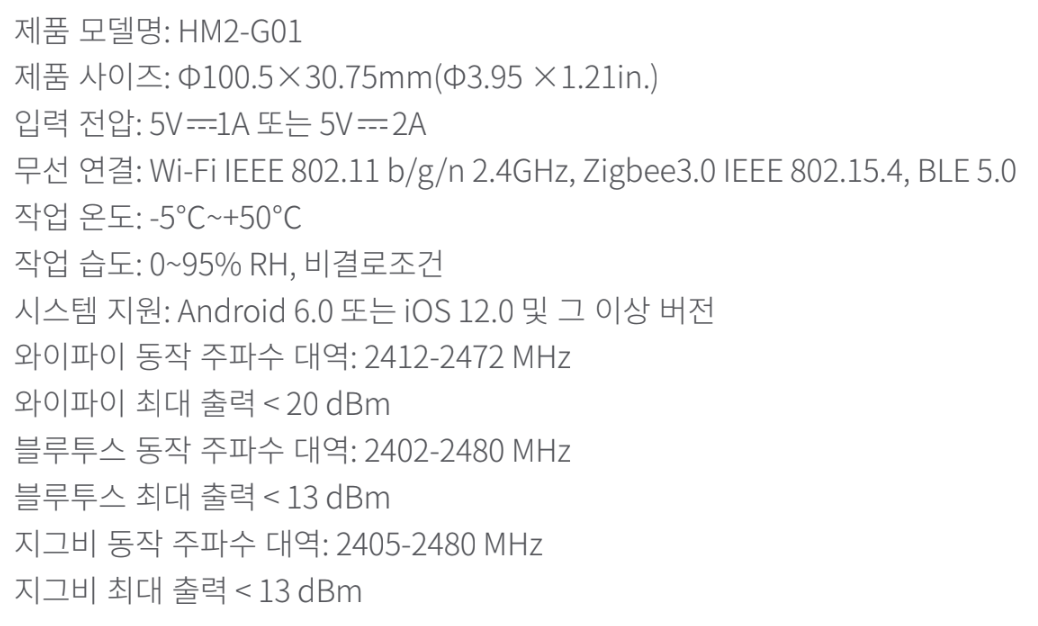 제품 모델명: HM2-G01
제품 사이즈: Φ100.5×30.75mm(Φ3.95 ×1.21in.)
입력 전압: 5V⎓1A 또는 5V⎓2A
무선 연결: Wi-Fi IEEE 802.11 b/g/n 2.4GHz, Zigbee3.0 IEEE 802.15.4, BLE 5.0
작업 온도: -5°C~+50°C
작업 습도: 0~95% RH, 비결로조건
시스템 지원: Android 6.0 또는 iOS 12.0 및 그 이상 버전
와이파이 동작 주파수 대역: 2412-2472 MHz
와이파이 최대 출력 < 20 dBm
블루투스 동작 주파수 대역: 2402-2480 MHz
블루투스 최대 출력 < 13 dBm
지그비 동작 주파수 대역: 2405-2480 MHz
지그비 최대 출력 < 13 dBm